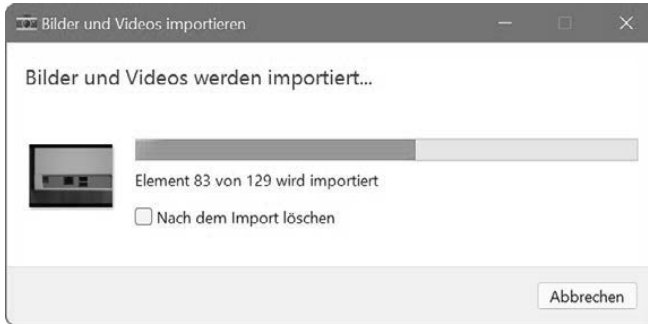 Bilder und Videos importieren
Bilder und Videos werden importiert...
Element 83 von 129 wird importiert
Nach dem Import löschen
Abbrechen